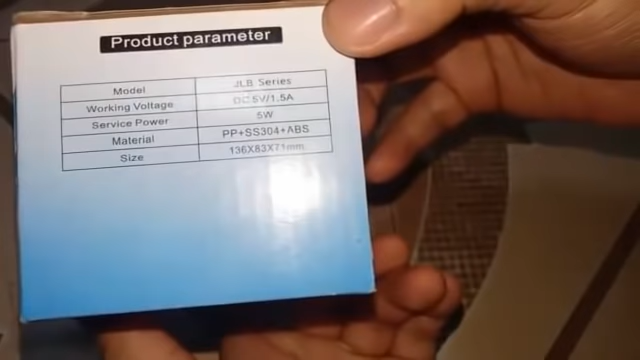 Product parameter
Model JLB Series
Working Voltage DC 5V/1.5A
Service Power 5W
Material PP+SS304+ABS
Size 136X83X71mm